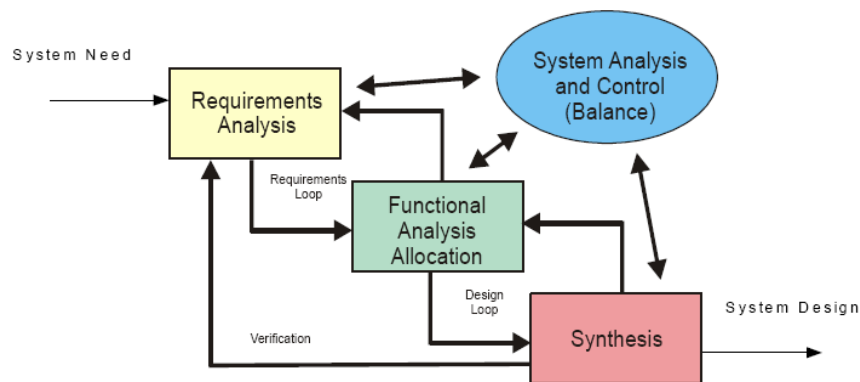 System Need
Requirements
Analysis
System Analysis
and Control
(Balance)
Requirements
Loop
Functional
Analysis
Allocation
Design
Loop
System Design
Verification
Synthesis